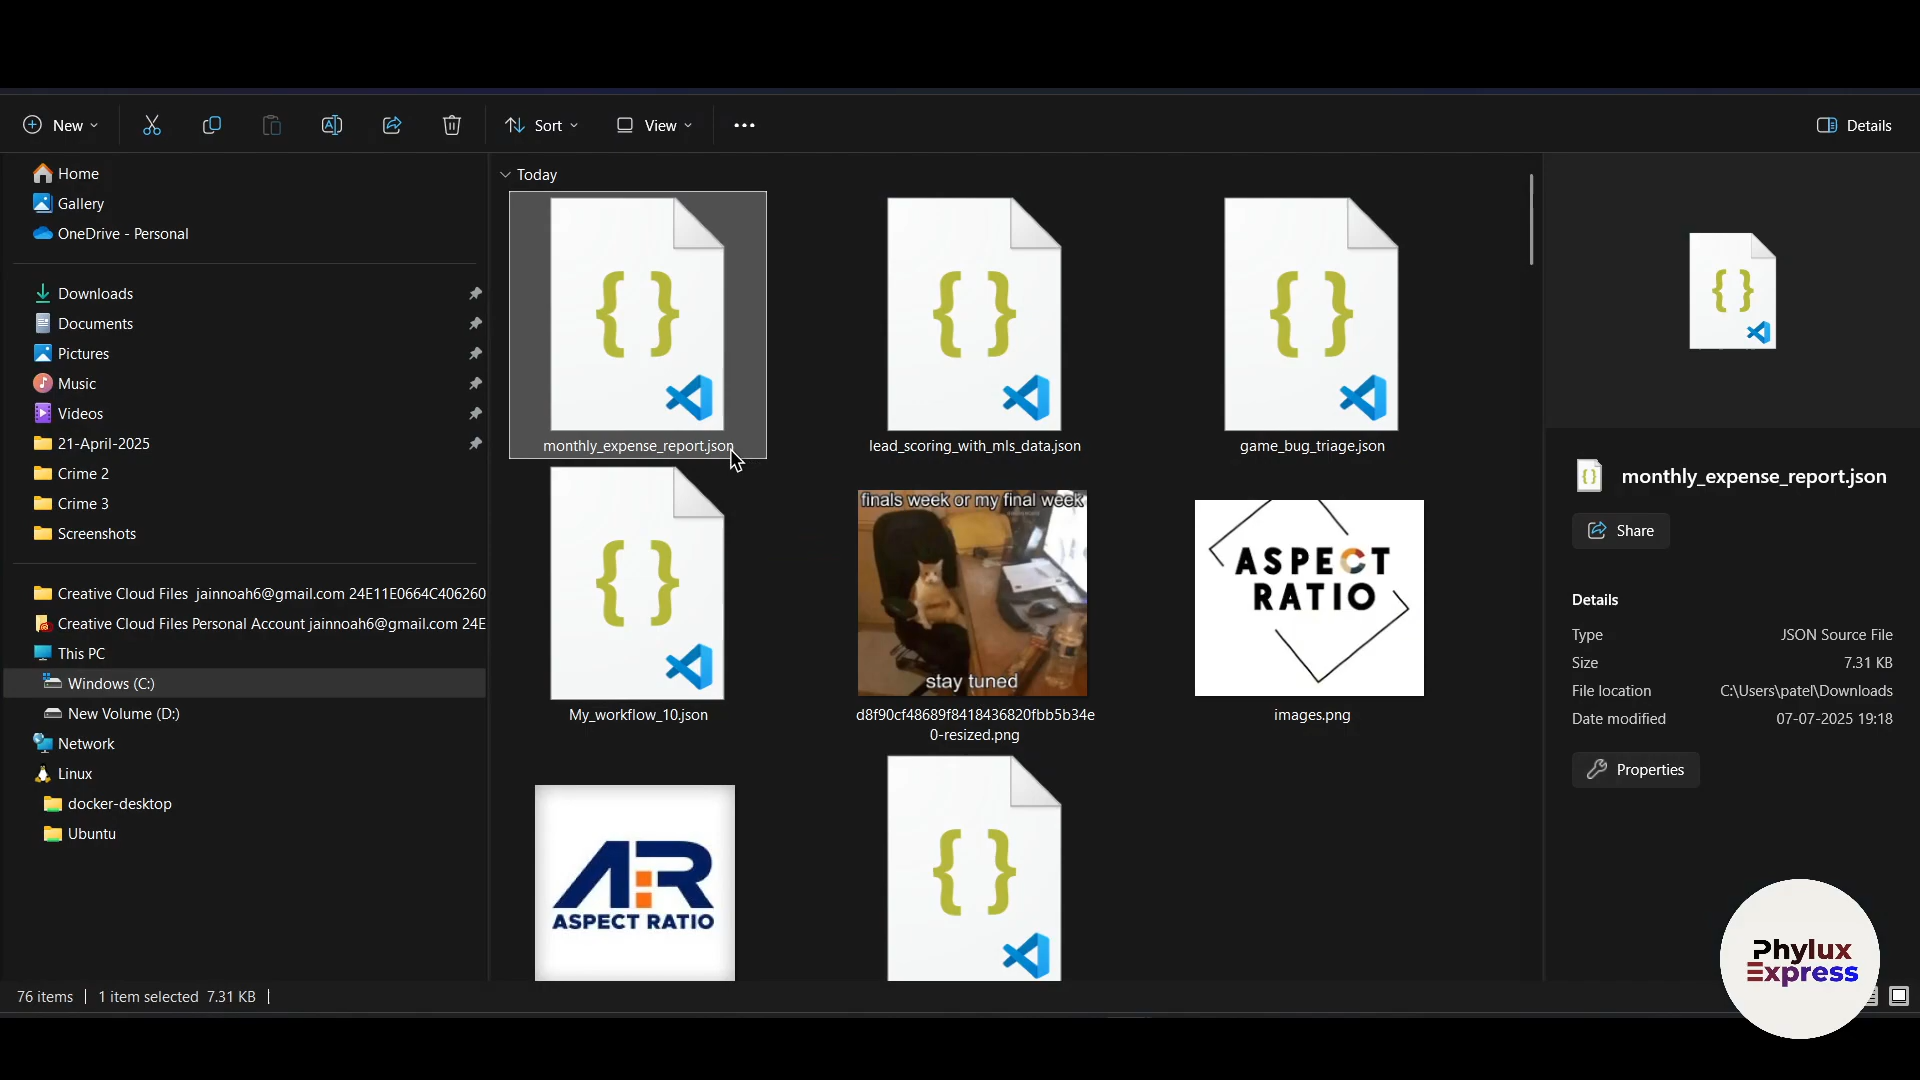 New
Sort
View
Details
Home
Gallery
OneDrive - Personal
Downloads
Documents
Pictures
Music
Videos
21-April-2025
Crime 2
Crime 3
Screenshots
Creative Cloud Files jainnoah6@gmail.com 24E11E0664C406260
Creative Cloud Files Personal Account jainnoah6@gmail.com 24E
This PC
Windows (C:)
New Volume (D:)
Network
Linux
docker-desktop
Ubuntu
Today
monthly_expense_report.json
lead_scoring_with_mls_data.json
game_bug_triage.json
finals week or my final week
stay tuned
ASPECT
RATIO
My_workflow_10.json
d8f90cf48689f8418436820fbb5b34e
0-resized.png
images.png
AR
ASPECT RATIO
monthly_expense_report.json
Share
Details
Type JSON Source File
Size 7.31 KB
File location C:\Users\patel\Downloads
Date modified 07-07-2025 19:18
Properties
76 items
1 item selected 7.31 KB
Phylux
Express